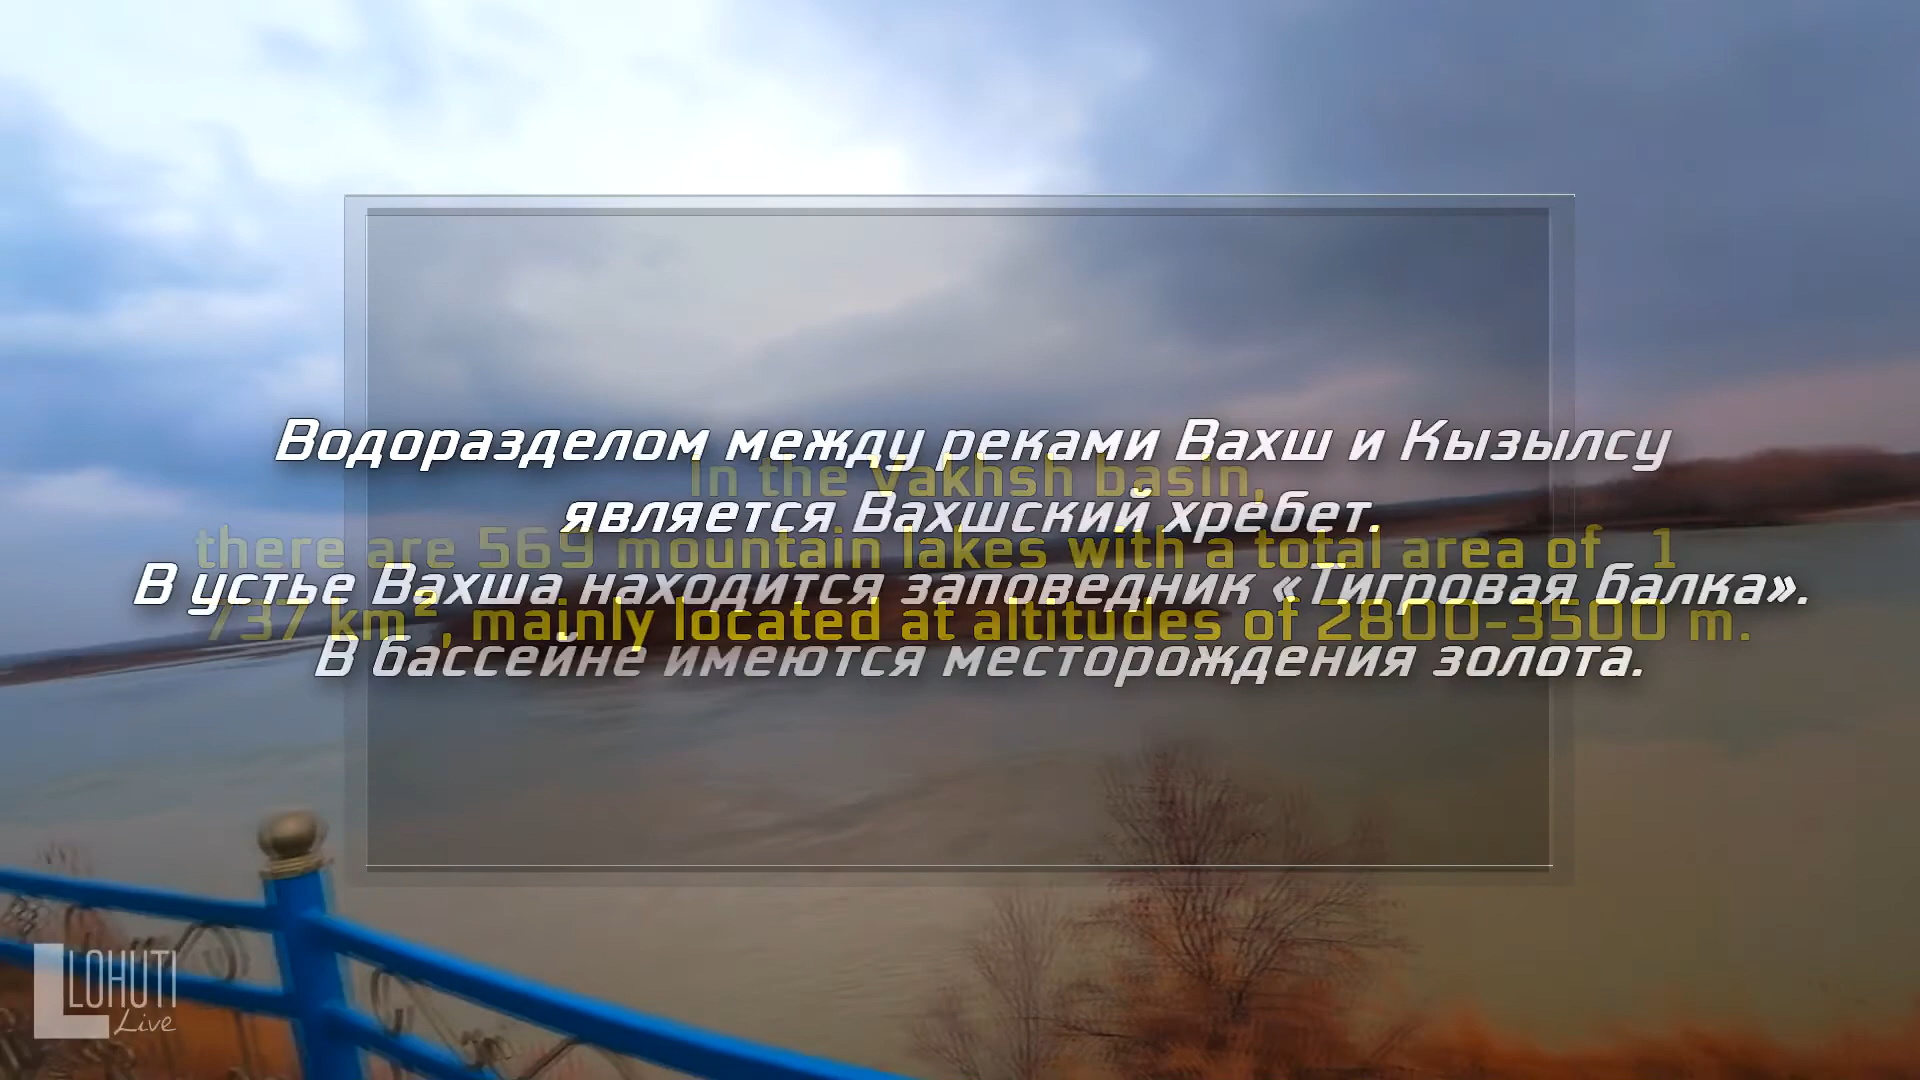 Водоразделом между реками Вахш и Кызылсу
является Вахшский хребет.
В устье Вахша находится заповедник «Тигровая балка».
В бассейне имеются месторождения золота.
In the Vakhsh basin,
there are 569 mountain lakes with a total area of 1
737 km², mainly located at altitudes of 2800-3500 m.
LOHUTI
Live